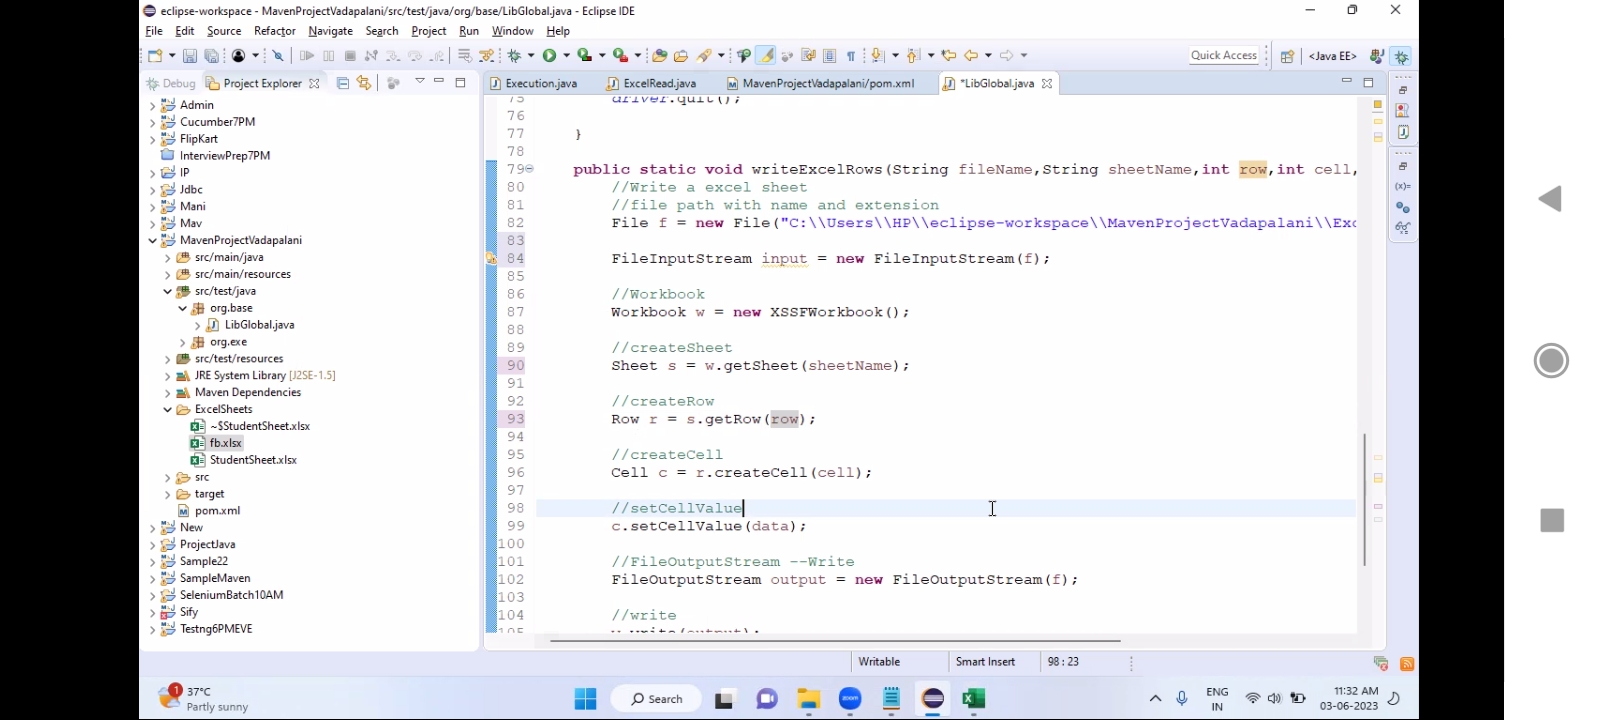 eclipse-workspace - MavenProjectVadapalani/src/test/java/org/base/LibGlobal.java - Eclipse IDE
File Edit Source Refactor Navigate Search Project Run Window Help
Quick Access
<Java EE>
Debug
Project Explorer
Execution.java
ExcelRead.java
MavenProjectVadapalani/pom.xml
*LibGlobal.java
Admin
Cucumber7PM
FlipKart
InterviewPrep7PM
IP
Jdbc
Mani
Mav
MavenProjectVadapalani
src/main/java
src/main/resources
src/test/java
org.base
LibGlobal.java
org.exe
src/test/resources
JRE System Library [J2SE-1.5]
Maven Dependencies
ExcelSheets
~$StudentSheet.xlsx
fb.xlsx
StudentSheet.xlsx
src
target
pom.xml
New
ProjectJava
Sample22
SampleMaven
SeleniumBatch10AM
Sify
Testng6PMEVE
75 driver.quit();
76
77 }
78
79 public static void writeExcelRows(String fileName,String sheetName,int row,int cell,
80 //Write a excel sheet
81 //file path with name and extension
82 File f = new File("C:\\Users\\HP\\eclipse-workspace\\MavenProjectVadapalani\\Exc
83
84 FileInputStream input = new FileInputStream(f);
85
86 //Workbook
87 Workbook w = new XSSFWorkbook();
88
89 //createSheet
90 Sheet s = w.getSheet(sheetName);
91
92 //createRow
93 Row r = s.getRow(row);
94
95 //createCell
96 Cell c = r.createCell(cell);
97
98 //setCellValue
99 c.setCellValue(data);
100
101 //FileOutputStream --Write
102 FileOutputStream output = new FileOutputStream(f);
103
104 //write
105 w.write(output);
Writable
Smart Insert
98 : 23
1
37°C
Partly sunny
Search
zoom
ENG
IN
11:32 AM
03-06-2023